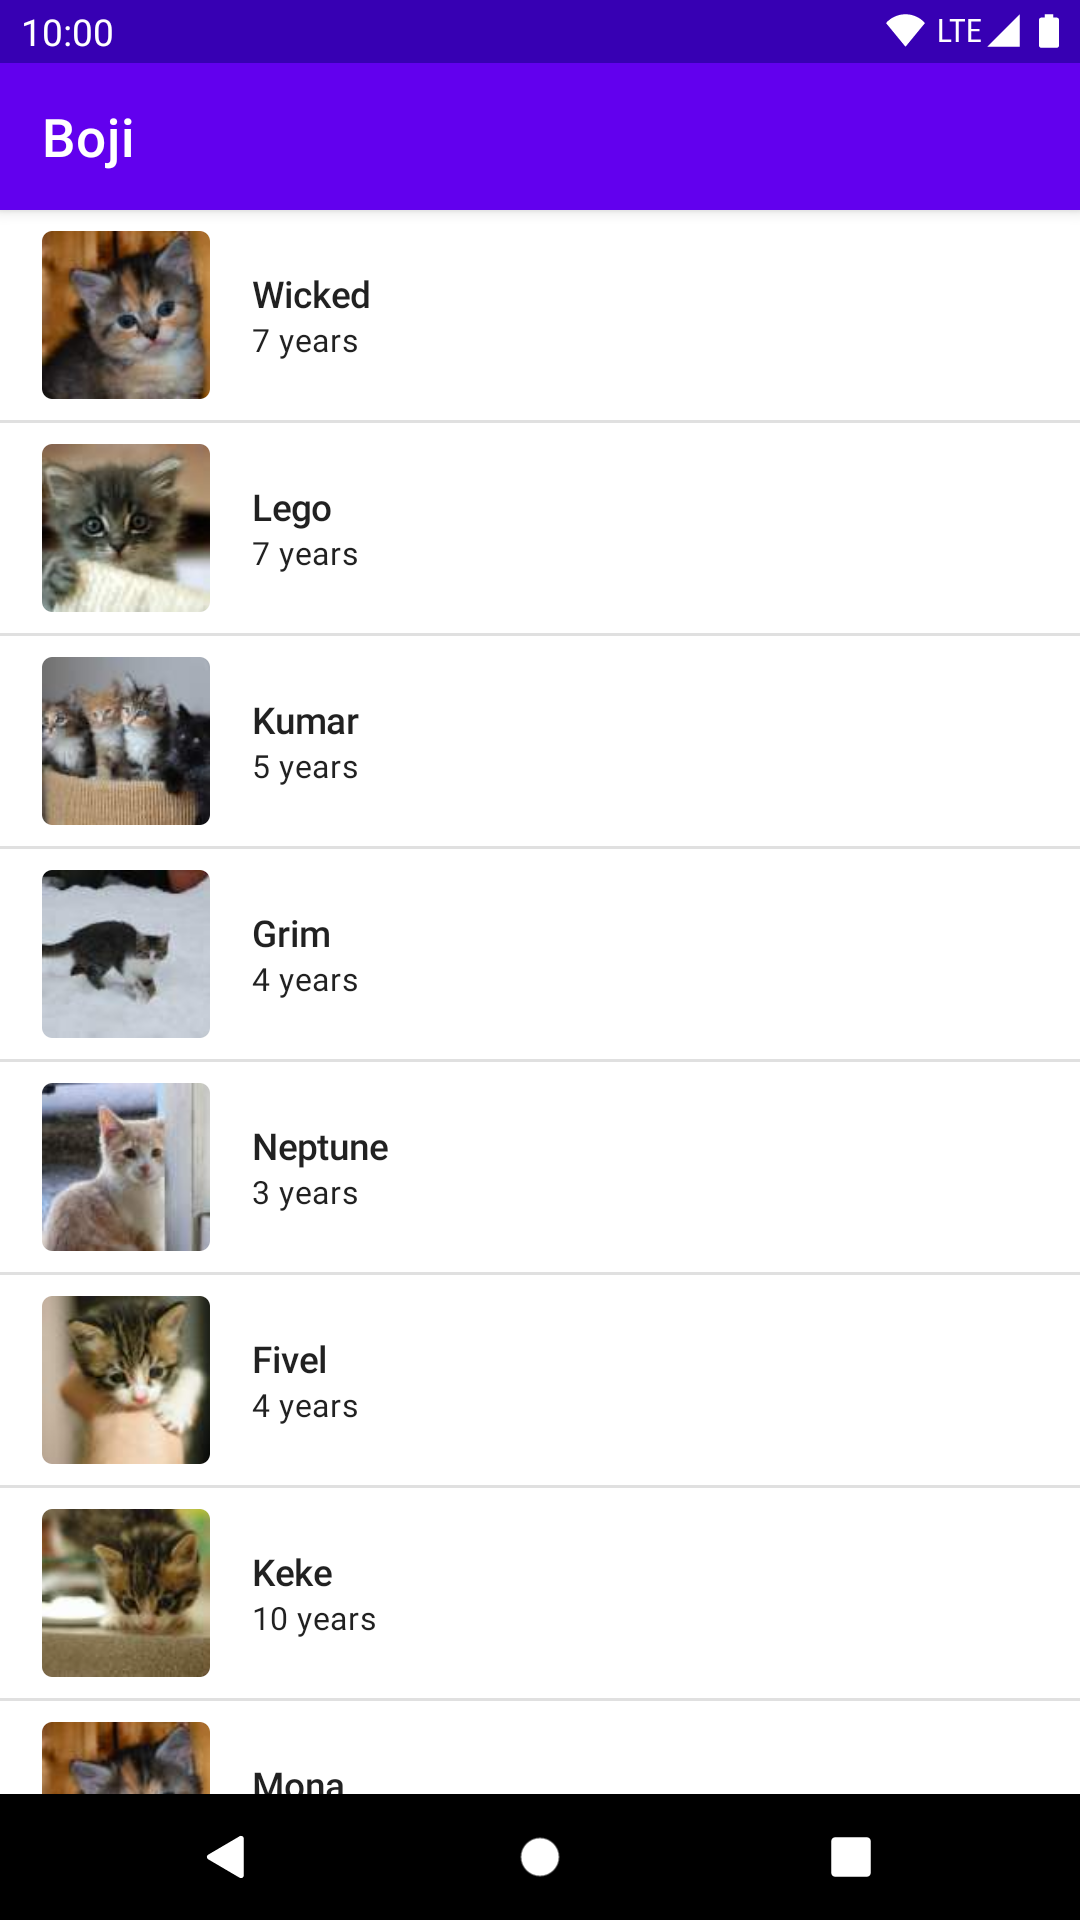 10:00
LTE
Boji
Wicked
7 years
Lego
7 years
Kumar
5 years
Grim
4 years
Neptune
3 years
Fivel
4 years
Keke
10 years
Mona